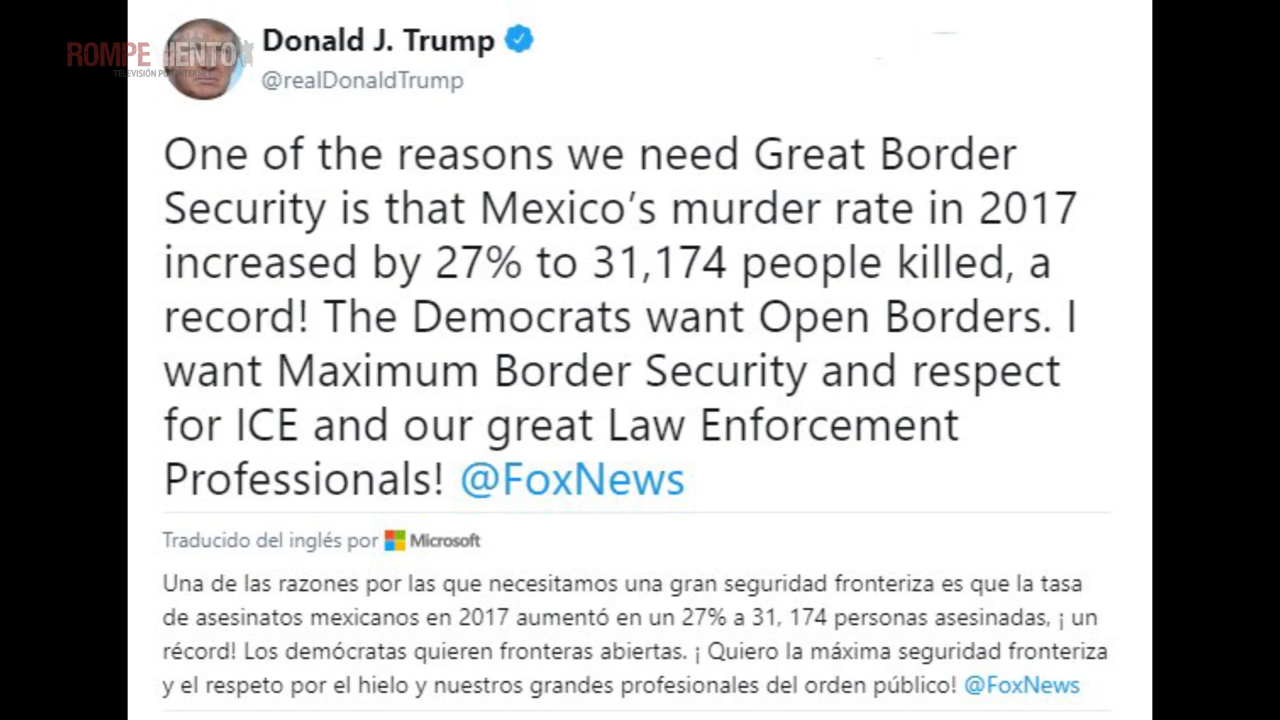 ROMPEVIENTO
TELEVISIÓN POR INTERNET
Donald J. Trump
@realDonaldTrump
One of the reasons we need Great Border
Security is that Mexico’s murder rate in 2017
increased by 27% to 31,174 people killed, a
record! The Democrats want Open Borders. I
want Maximum Border Security and respect
for ICE and our great Law Enforcement
Professionals! @FoxNews
Traducido del inglés por Microsoft
Una de las razones por las que necesitamos una gran seguridad fronteriza es que la tasa
de asesinatos mexicanos en 2017 aumentó en un 27% a 31, 174 personas asesinadas, ¡ un
récord! Los demócratas quieren fronteras abiertas. ¡ Quiero la máxima seguridad fronteriza
y el respeto por el hielo y nuestros grandes profesionales del orden público! @FoxNews